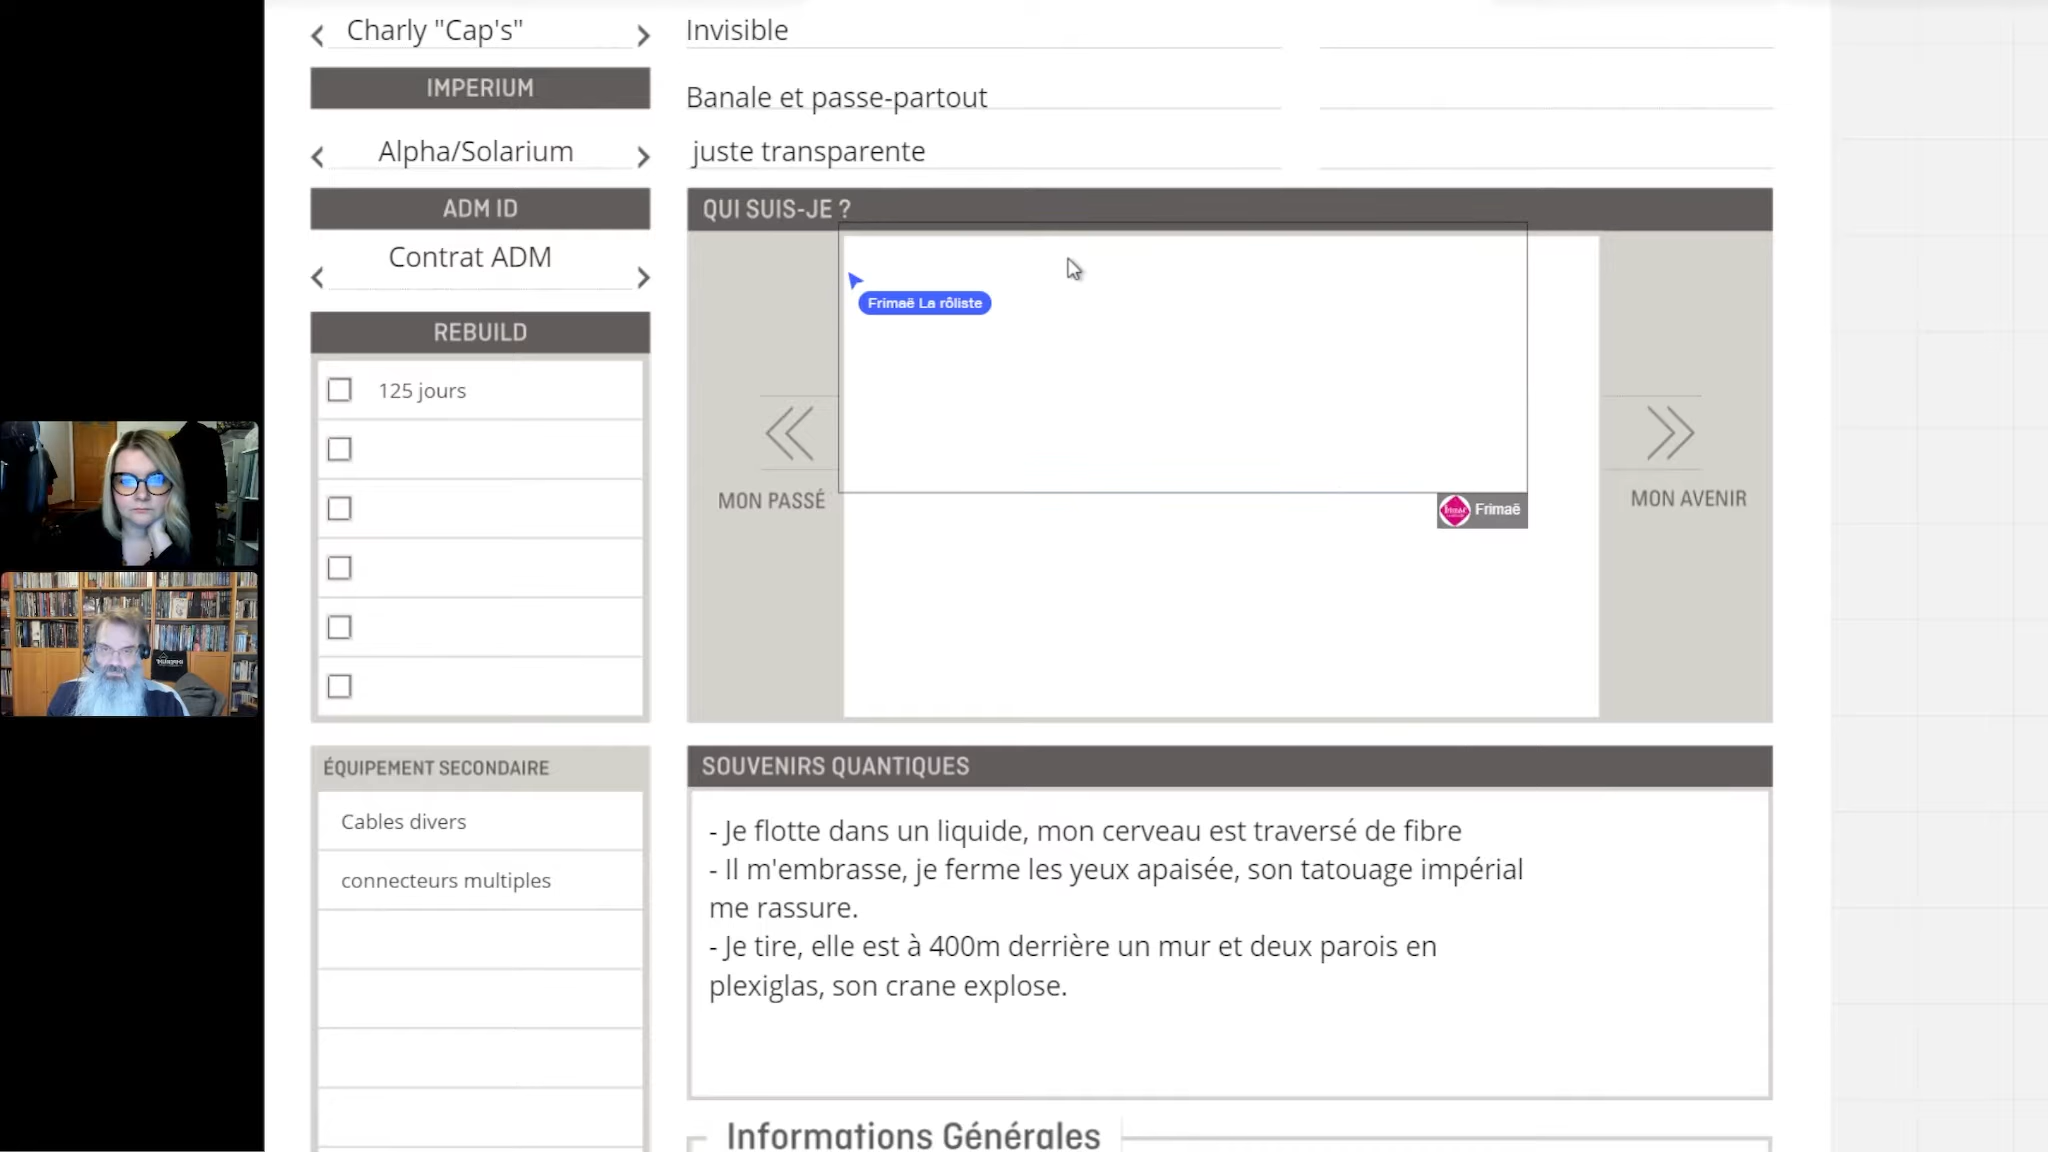 Charly "Cap's"
Invisible
IMPERIUM
Banale et passe-partout
Alpha/Solarium
juste transparente
ADM ID
QUI SUIS-JE ?
Contrat ADM
Frimaë La rôliste
REBUILD
125 jours
MON PASSÉ
Frimaë
MON AVENIR
ÉQUIPEMENT SECONDAIRE
Cables divers
connecteurs multiples
SOUVENIRS QUANTIQUES
- Je flotte dans un liquide, mon cerveau est traversé de fibre
- Il m'embrasse, je ferme les yeux apaisée, son tatouage impérial
me rassure.
- Je tire, elle est à 400m derrière un mur et deux parois en
plexiglas, son crane explose.
Informations Générales